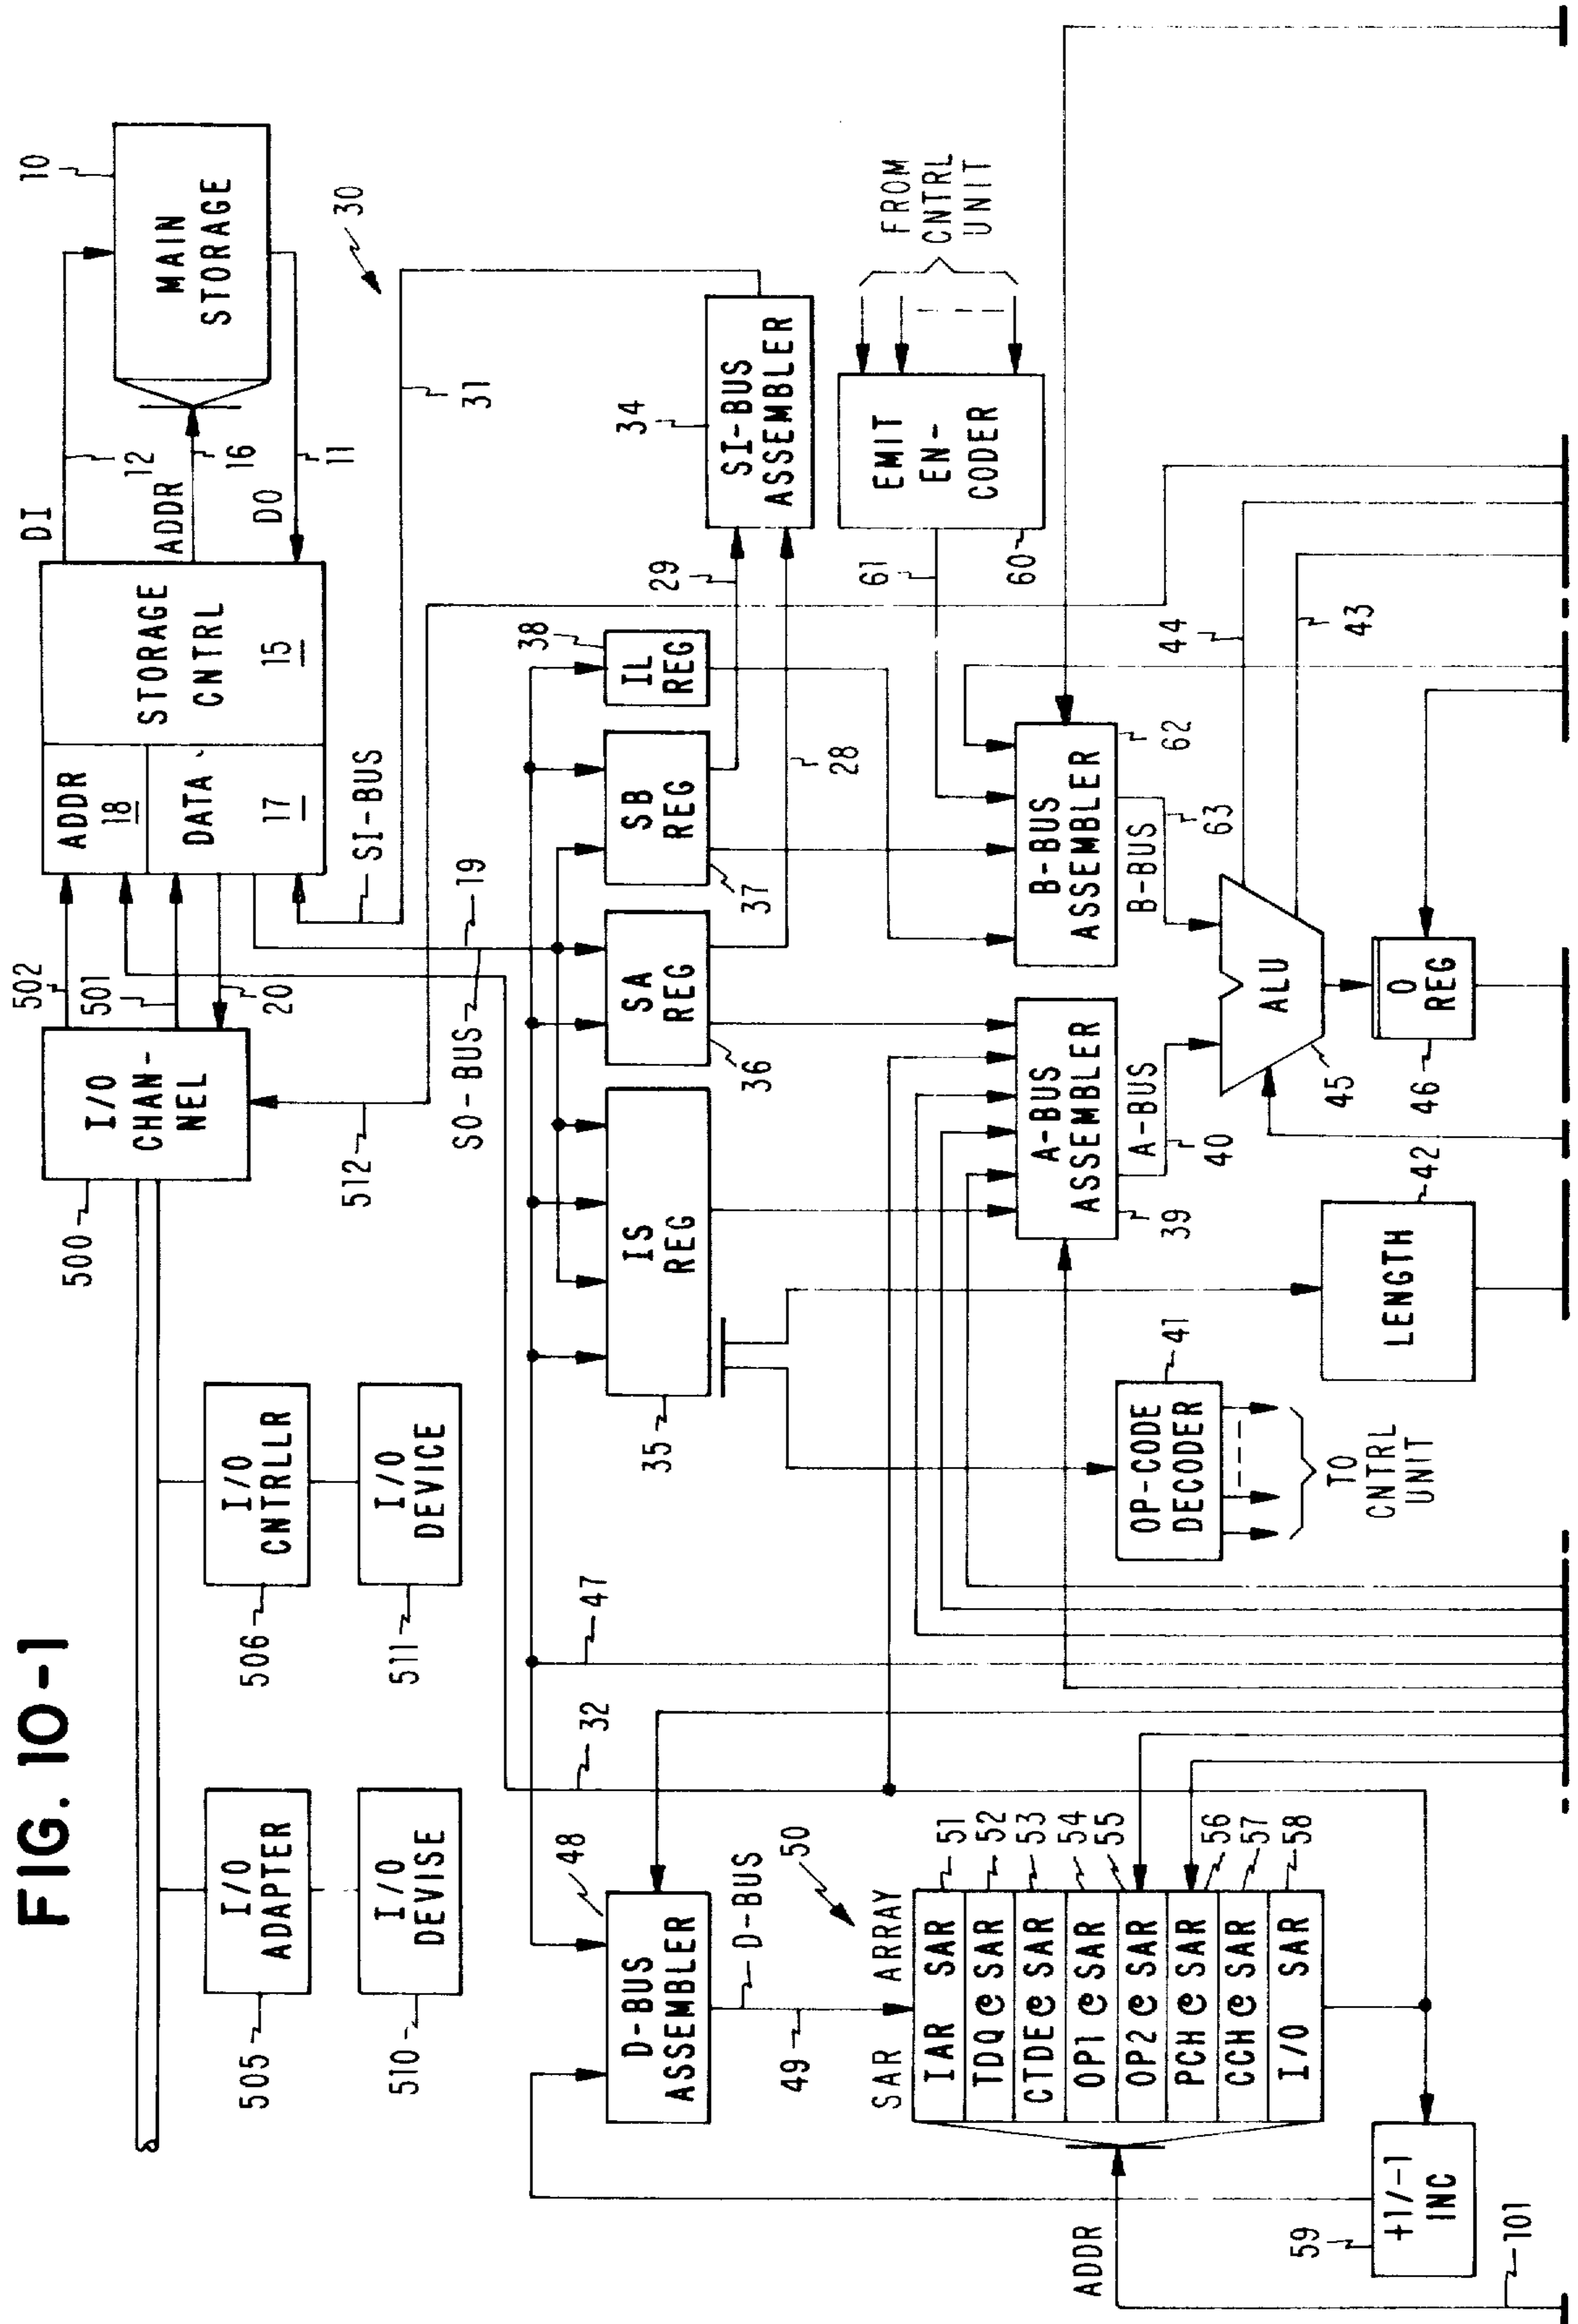 FIG. 10-1
10
DI
12
ADDR
16
DO
11
MAIN
STORAGE
STORAGE
CNTRL
15
ADDR
18
DATA
17
502
501
20
I/O
CHAN-
NEL
500
512
SI-BUS
31
30
SO-BUS
19
I/O
ADAPTER
505
I/O
DEVISE
510
I/O
CNTRLLR
506
I/O
DEVICE
511
47
32
IS
REG
35
SA
REG
36
SB
REG
37
IL
REG
38
29
28
34
SI-BUS
ASSEMBLER
EMIT
EN-
CODER
60
61
FROM
CNTRL
UNIT
48
D-BUS
ASSEMBLER
D-BUS
49
50
SAR ARRAY
IAR SAR
51
TDQ@SAR
52
CTDE@SAR
53
OP1@SAR
54
OP2@SAR
55
PCH@SAR
56
CCH@SAR
57
I/O SAR
58
ADDR
+1/-1
INC
59
101
OP-CODE
DECODER
41
TO
CNTRL
UNIT
LENGTH
42
A-BUS
ASSEMBLER
39
A-BUS
40
B-BUS
ASSEMBLER
62
B-BUS
63
ALU
45
44
43
O
REG
46